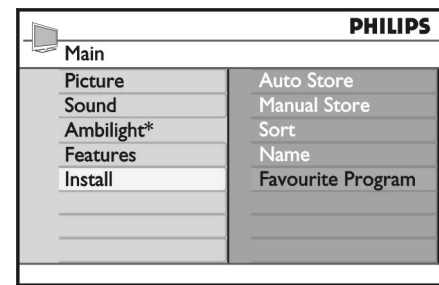 PHILIPS
Main
Picture
Sound
Ambilight*
Features
Install
Auto Store
Manual Store
Sort
Name
Favourite Program